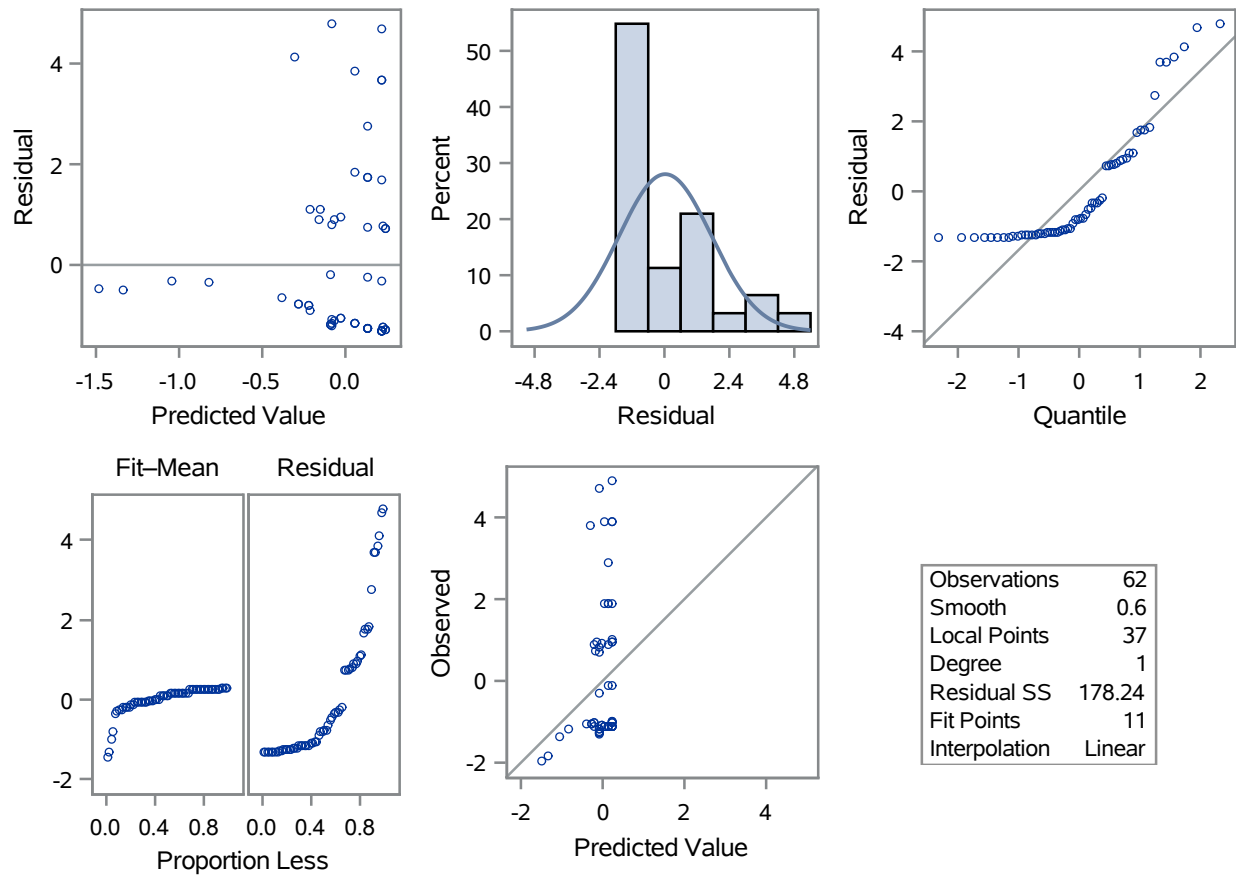 Residual
4
2
0
-1.5 -1.0 -0.5 0.0
Predicted Value
Percent
50
40
30
20
10
0
-4.8 -2.4 0 2.4 4.8
Residual
Residual
4
2
0
-2
-4
-2 -1 0 1 2
Quantile
Fit–Mean Residual
4
2
0
-2
0.0 0.4 0.8 0.0 0.4 0.8
Proportion Less
Observed
4
2
0
-2
-2 0 2 4
Predicted Value
Observations 62
Smooth 0.6
Local Points 37
Degree 1
Residual SS 178.24
Fit Points 11
Interpolation Linear